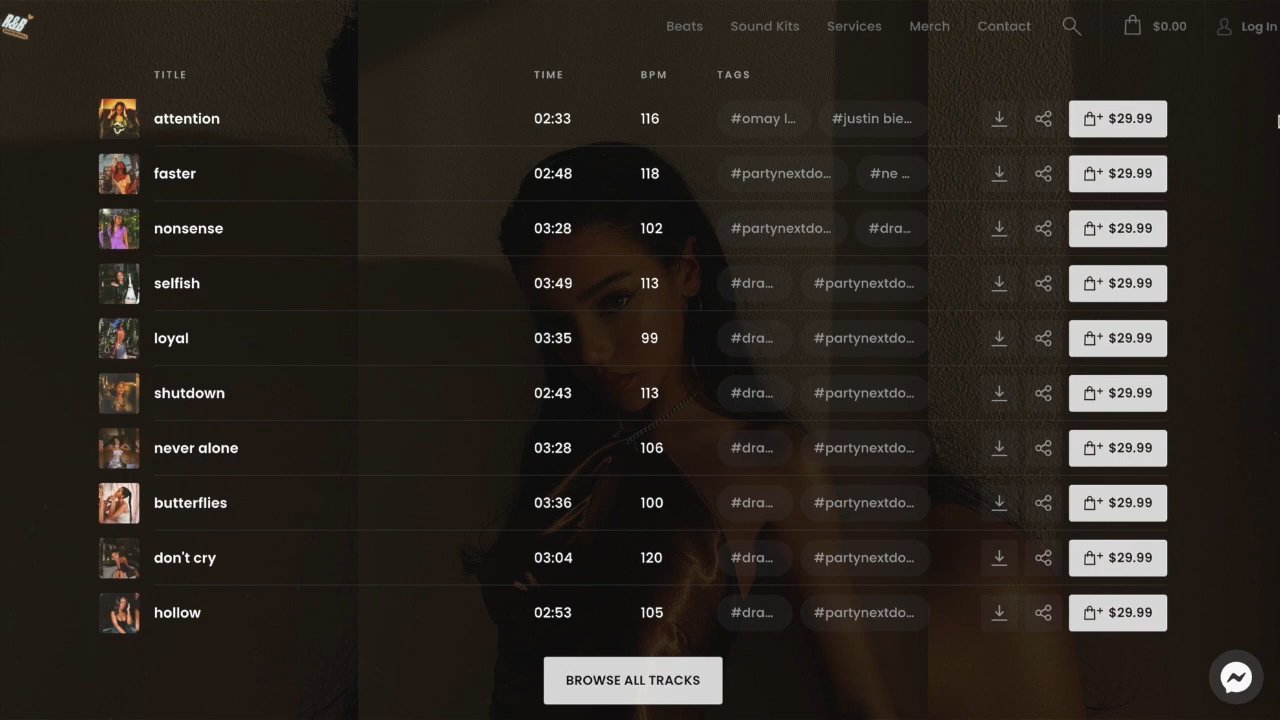 R&B
Beats Sound Kits Services Merch Contact $0.00 Log In
TITLE TIME BPM TAGS
attention 02:33 116 #omay l... #justin bie... $29.99
faster 02:48 118 #partynextdo... #ne ... $29.99
nonsense 03:28 102 #partynextdo... #dra... $29.99
selfish 03:49 113 #dra... #partynextdo... $29.99
loyal 03:35 99 #dra... #partynextdo... $29.99
shutdown 02:43 113 #dra... #partynextdo... $29.99
never alone 03:28 106 #dra... #partynextdo... $29.99
butterflies 03:36 100 #dra... #partynextdo... $29.99
don't cry 03:04 120 #dra... #partynextdo... $29.99
hollow 02:53 105 #dra... #partynextdo... $29.99
BROWSE ALL TRACKS